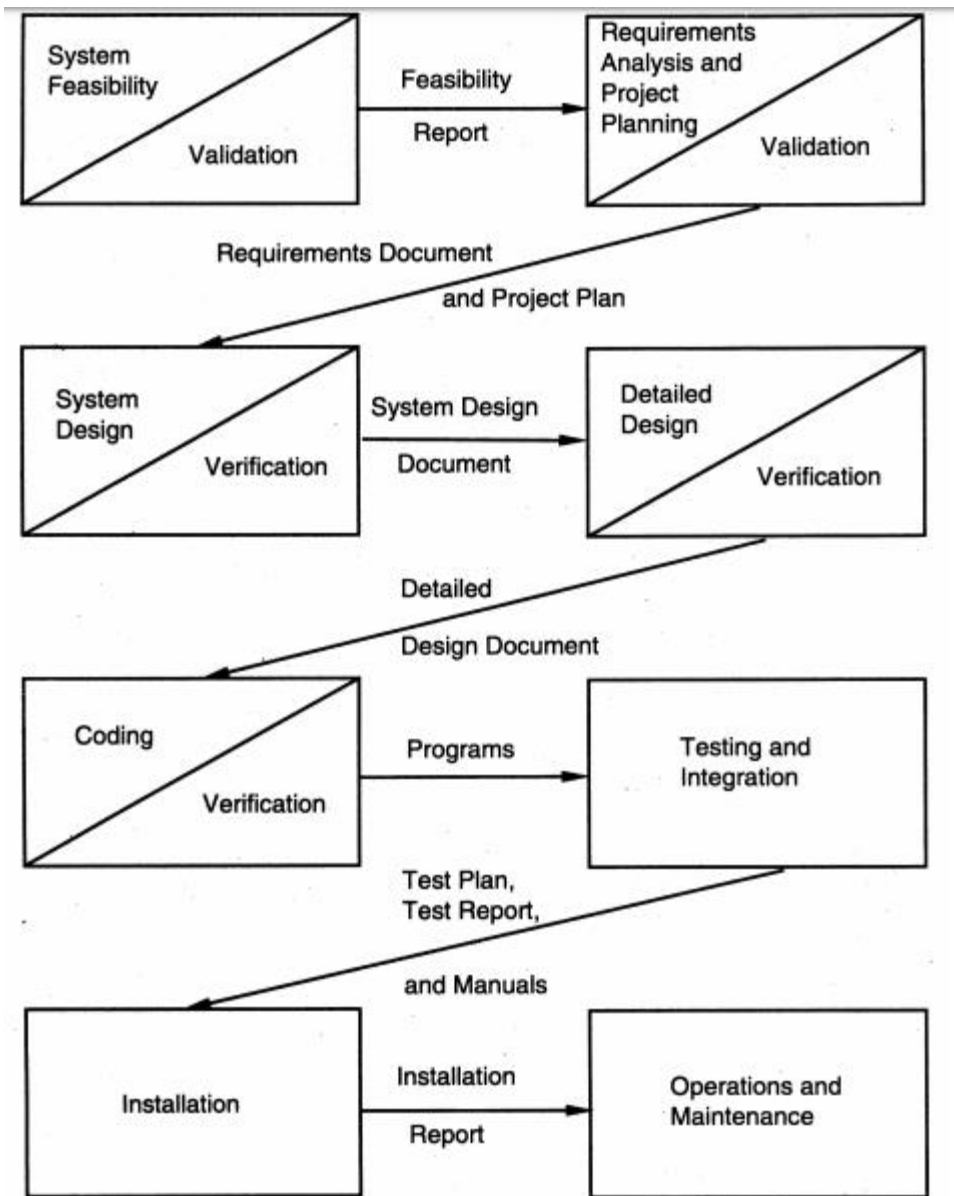 System
Feasibility
Validation
Feasibility
Report
Requirements
Analysis and
Project
Planning
Validation
Requirements Document
and Project Plan
System
Design
Verification
System Design
Document
Detailed
Design
Verification
Detailed
Design Document
Coding
Verification
Programs
Testing and
Integration
Test Plan,
Test Report,
and Manuals
Installation
Installation
Report
Operations and
Maintenance